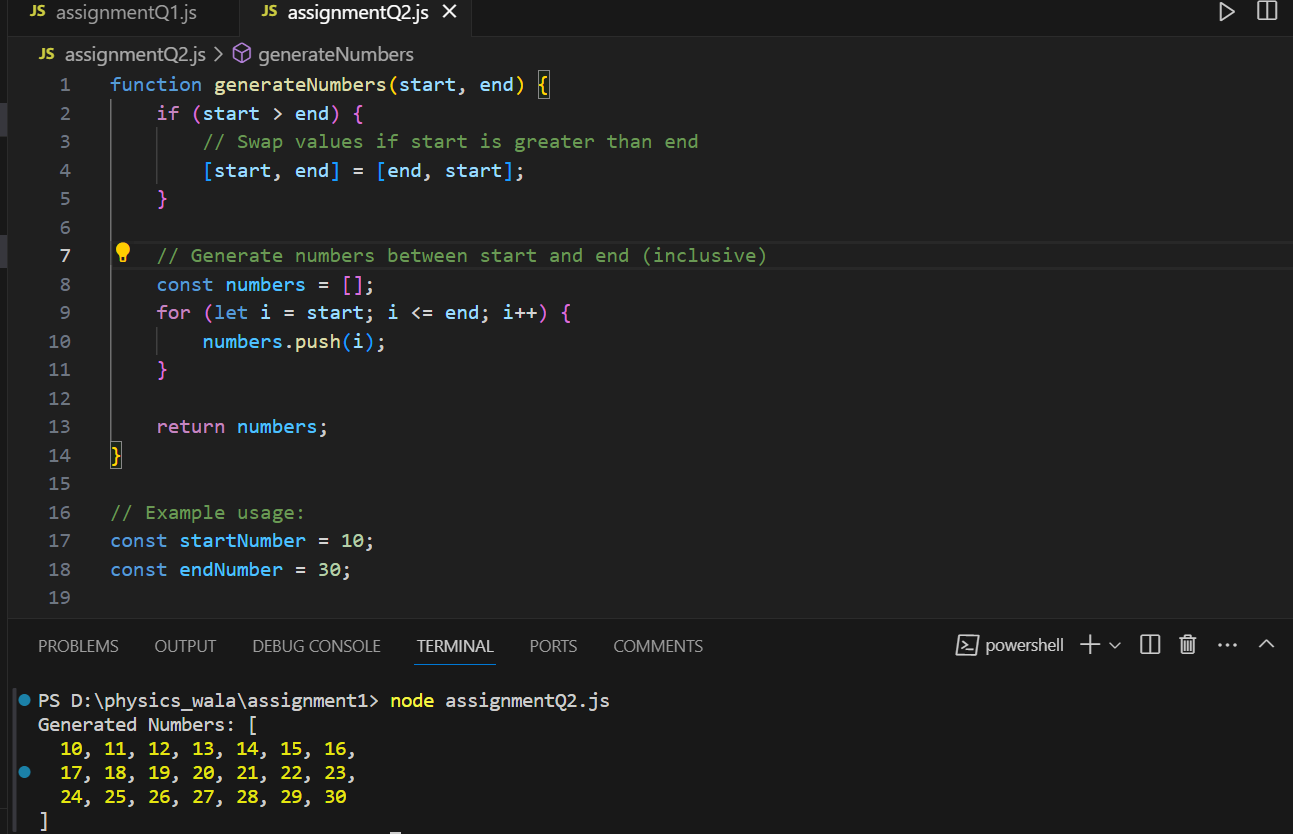 JS assignmentQ1.js JS assignmentQ2.js ×
JS assignmentQ2.js > generateNumbers
1 function generateNumbers(start, end) {
2     if (start > end) {
3         // Swap values if start is greater than end
4         [start, end] = [end, start];
5     }
6
7     // Generate numbers between start and end (inclusive)
8     const numbers = [];
9     for (let i = start; i <= end; i++) {
10         numbers.push(i);
11     }
12
13     return numbers;
14 }
15
16 // Example usage:
17 const startNumber = 10;
18 const endNumber = 30;
19
PROBLEMS OUTPUT DEBUG CONSOLE TERMINAL PORTS COMMENTS powershell
PS D:\physics_wala\assignment1> node assignmentQ2.js
Generated Numbers: [
  10, 11, 12, 13, 14, 15, 16,
  17, 18, 19, 20, 21, 22, 23,
  24, 25, 26, 27, 28, 29, 30
]